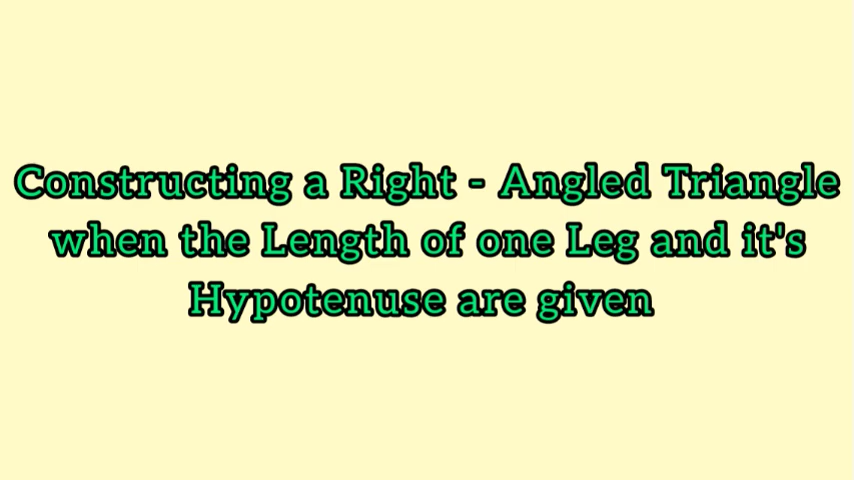 Constructing a Right - Angled Triangle
when the Length of one Leg and it's
Hypotenuse are given